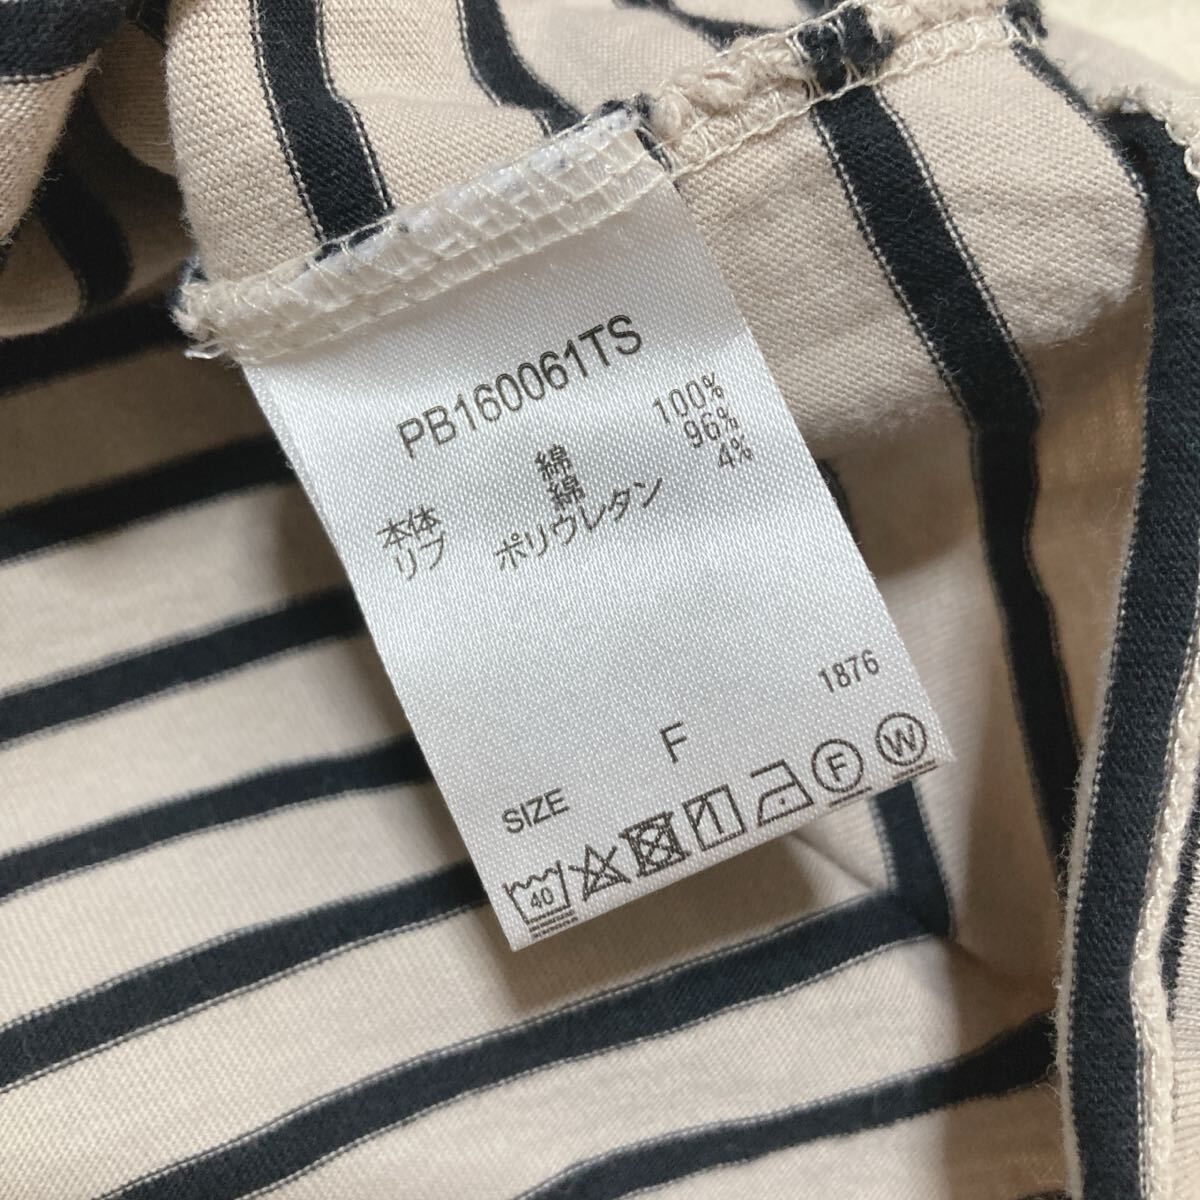 PB160061TS
本体 綿 100%
リブ 綿 96%
ポリウレタン 4%
1876
SIZE F
40 F W